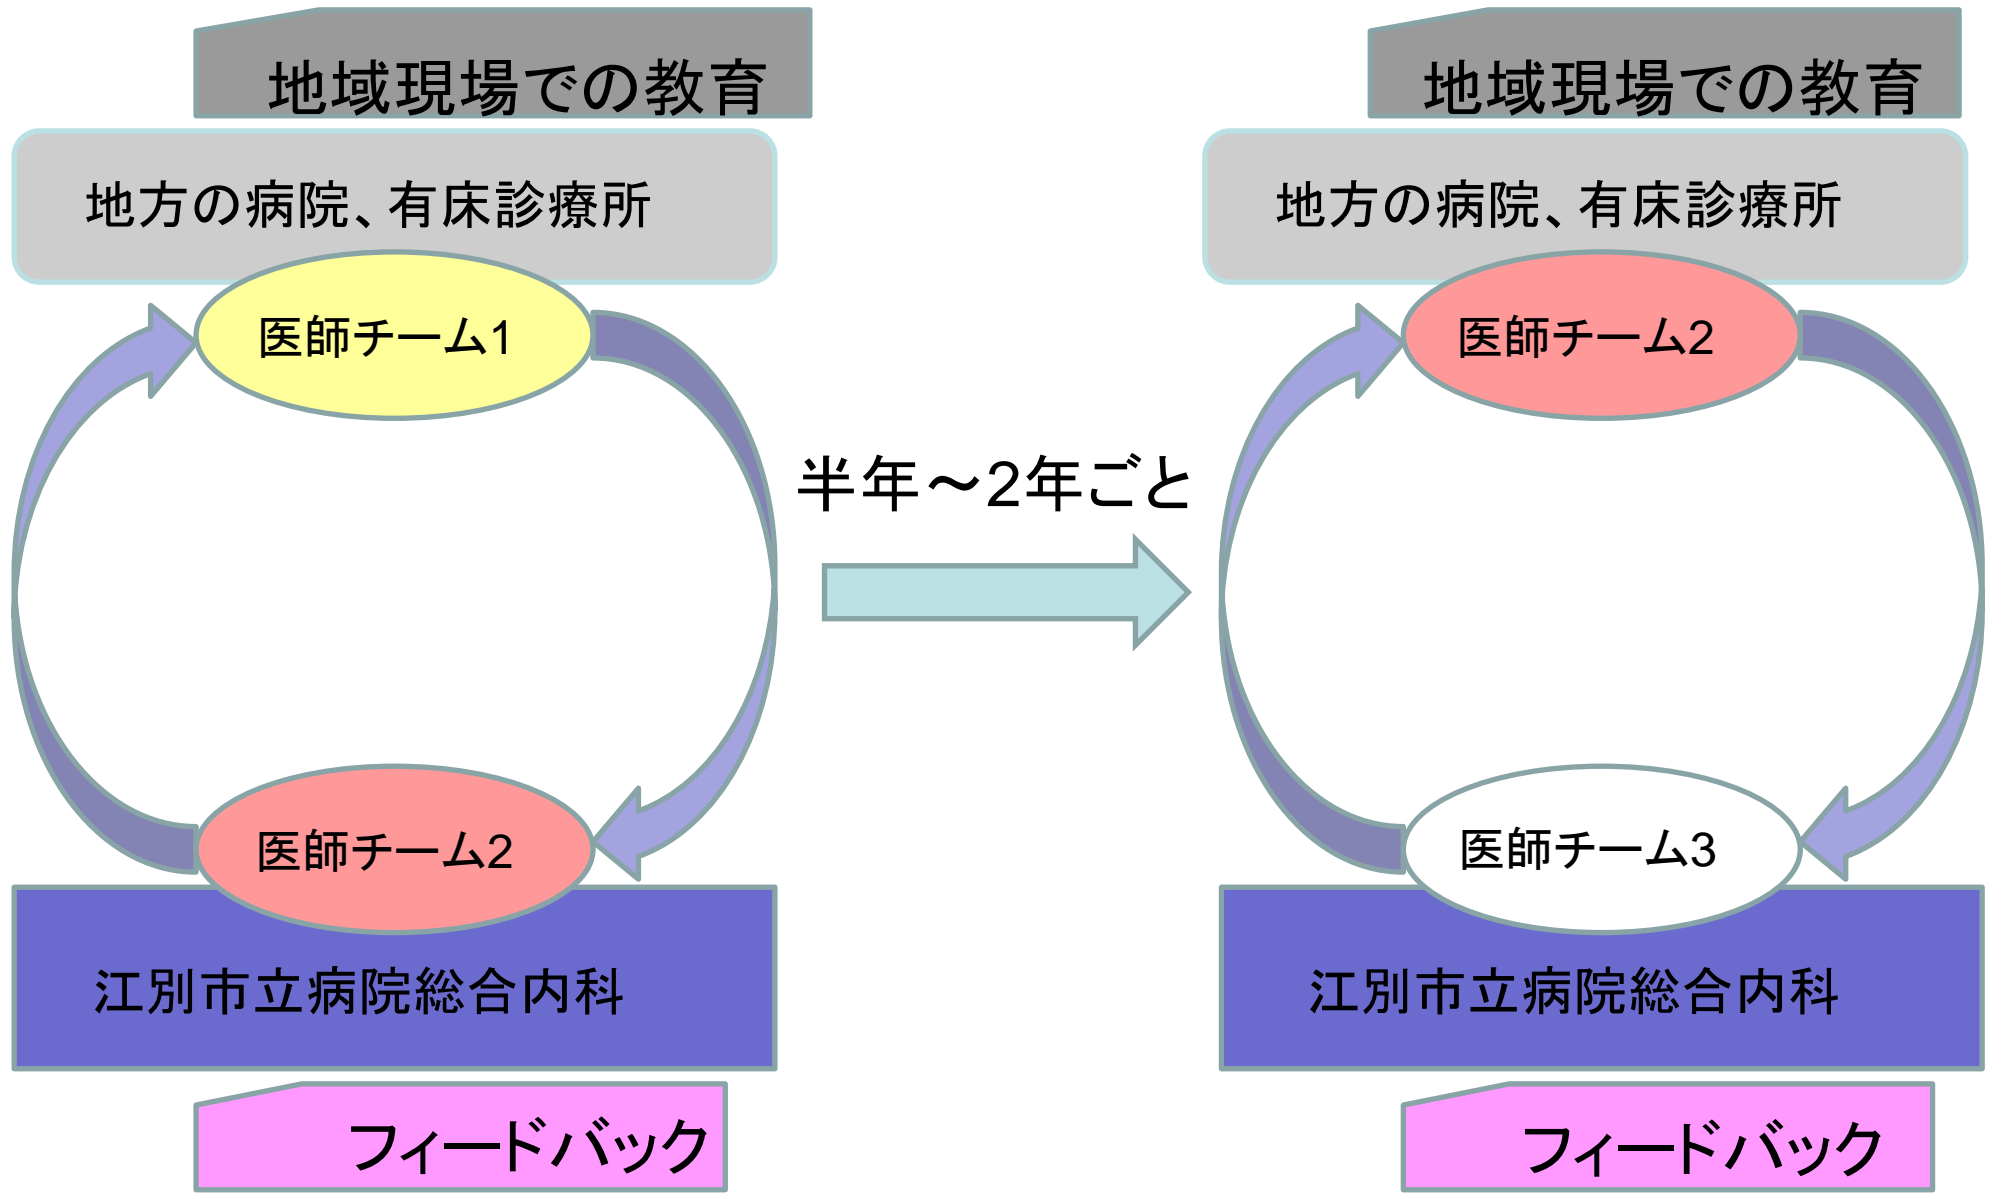 地域現場での教育
地方の病院、有床診療所
医師チーム1
医師チーム2
江別市立病院総合内科
フィードバック
半年～2年ごと
地域現場での教育
地方の病院、有床診療所
医師チーム2
医師チーム3
江別市立病院総合内科
フィードバック